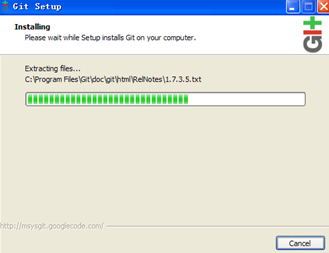 Git Setup
Installing
Please wait while Setup installs Git on your computer.
Git
Extracting files...
C:\Program Files\Git\doc\git\html\RelNotes\1.7.3.5.txt
http://msysgit.googlecode.com/
Cancel